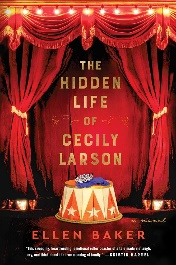 THE
HIDDEN
LIFE
OF
CECILY
LARSON
a novel
ELLEN BAKER